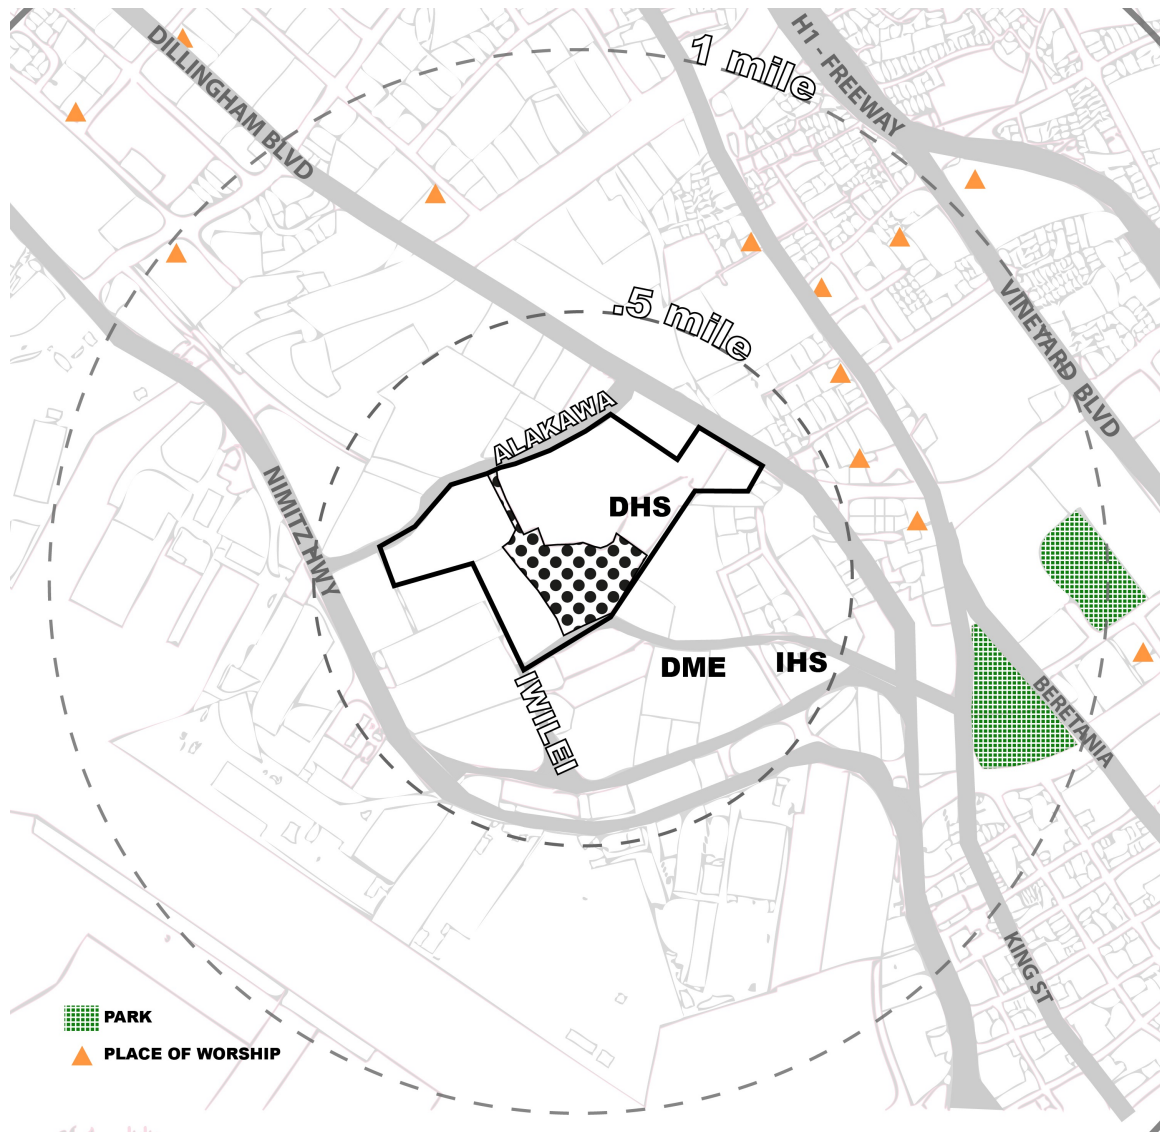 DILLINGHAM BLVD
1 mile
H1 - FREEWAY
.5 mile
VINEYARD BLVD
ALAKAWA
NIMITZ HWY
DHS
DME
IHS
IWILEI
BERETANIA
KING ST
PARK
PLACE OF WORSHIP